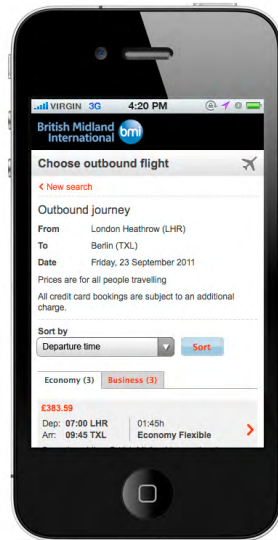 VIRGIN 3G 4:20 PM
British Midland
International bmi
Choose outbound flight
< New search
Outbound journey
From London Heathrow (LHR)
To Berlin (TXL)
Date Friday, 23 September 2011
Prices are for all people travelling
All credit card bookings are subject to an additional
charge.
Sort by
Departure time Sort
Economy (3) Business (3)
£383.59
Dep: 07:00 LHR 01:45h
Arr: 09:45 TXL Economy Flexible